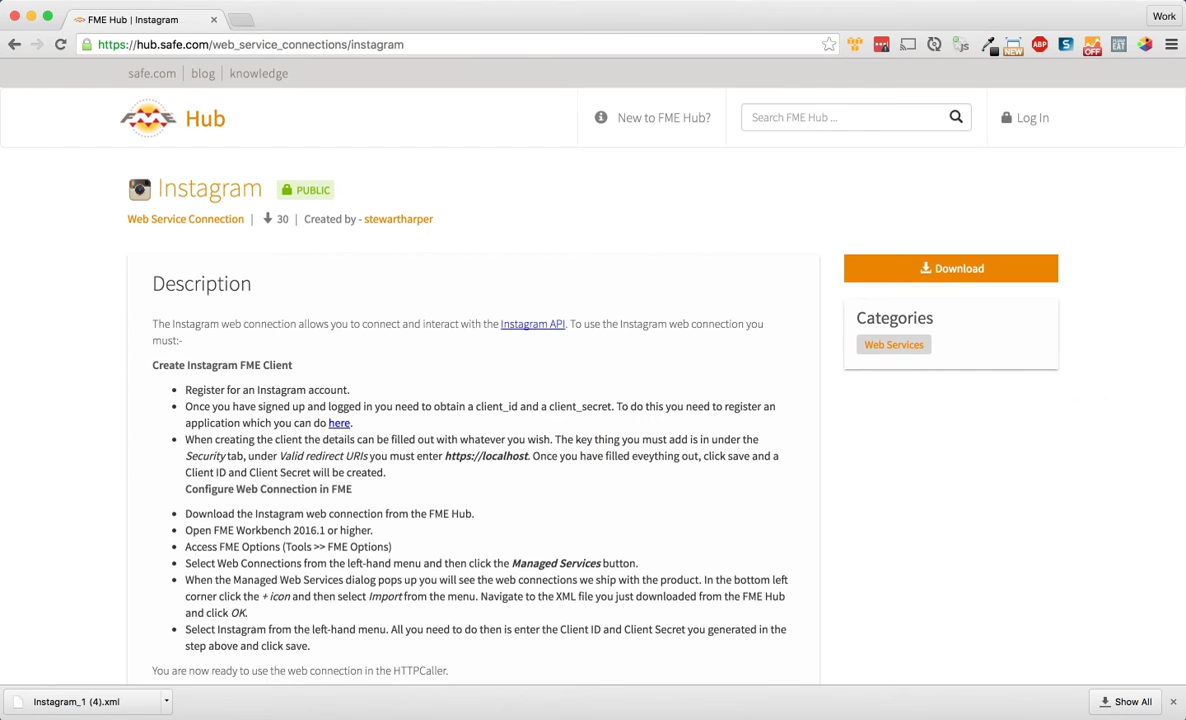 FME Hub | Instagram
Work
https://hub.safe.com/web_service_connections/instagram
NEW
ABP
S
OFF
EAT
safe.com | blog | knowledge
FME Hub
New to FME Hub?
Search FME Hub ...
Log In
Instagram PUBLIC
Web Service Connection | 30 | Created by - stewartharper
Description
The Instagram web connection allows you to connect and interact with the Instagram API. To use the Instagram web connection you
must:-
Create Instagram FME Client
Register for an Instagram account.
Once you have signed up and logged in you need to obtain a client_id and a client_secret. To do this you need to register an
application which you can do here.
When creating the client the details can be filled out with whatever you wish. The key thing you must add is in under the
Security tab, under Valid redirect URIs you must enter https://localhost. Once you have filled eveything out, click save and a
Client ID and Client Secret will be created.
Configure Web Connection in FME
Download the Instagram web connection from the FME Hub.
Open FME Workbench 2016.1 or higher.
Access FME Options (Tools >> FME Options)
Select Web Connections from the left-hand menu and then click the Managed Services button.
When the Managed Web Services dialog pops up you will see the web connections we ship with the product. In the bottom left
corner click the + icon and then select Import from the menu. Navigate to the XML file you just downloaded from the FME Hub
and click OK.
Select Instagram from the left-hand menu. All you need to do then is enter the Client ID and Client Secret you generated in the
step above and click save.
You are now ready to use the web connection in the HTTPCaller.
Download
Categories
Web Services
Instagram_1 (4).xml
Show All